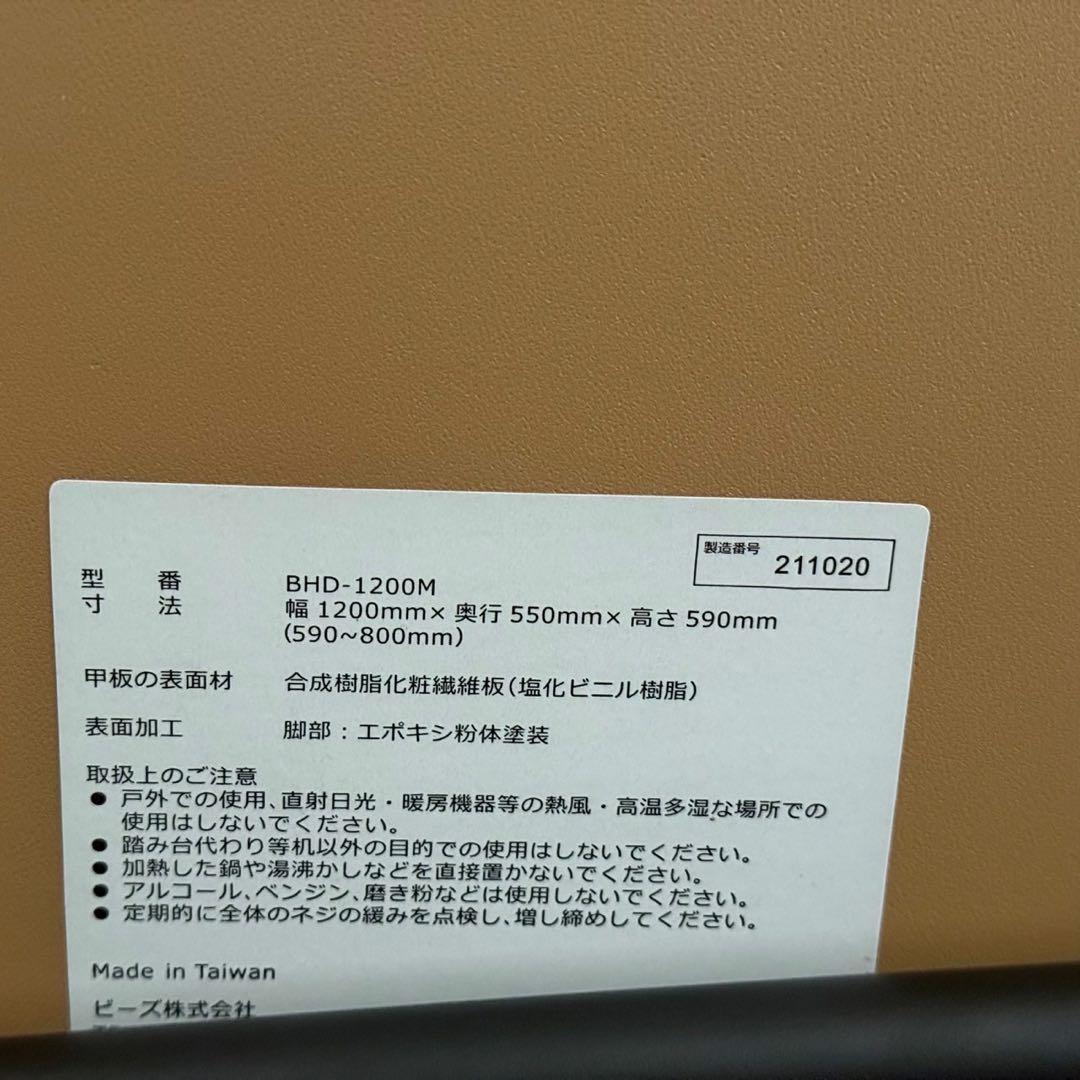 製造番号 211020
型 番 BHD-1200M
寸 法 幅 1200mm× 奥行 550mm× 高さ 590mm
(590~800mm)
甲板の表面材 合成樹脂化粧繊維板(塩化ビニル樹脂)
表面加工 脚部:エポキシ粉体塗装
取扱上のご注意
● 戸外での使用、直射日光・暖房機器等の熱風・高温多湿な場所での
使用はしないでください。
● 踏み台代わり等机以外の目的での使用はしないでください。
● 加熱した鍋や湯沸かしなどを直接置かないでください。
● アルコール、ベンジン、磨き粉などは使用しないでください。
● 定期的に全体のネジの緩みを点検し、増し締めしてください。
Made in Taiwan
ビーズ株式会社